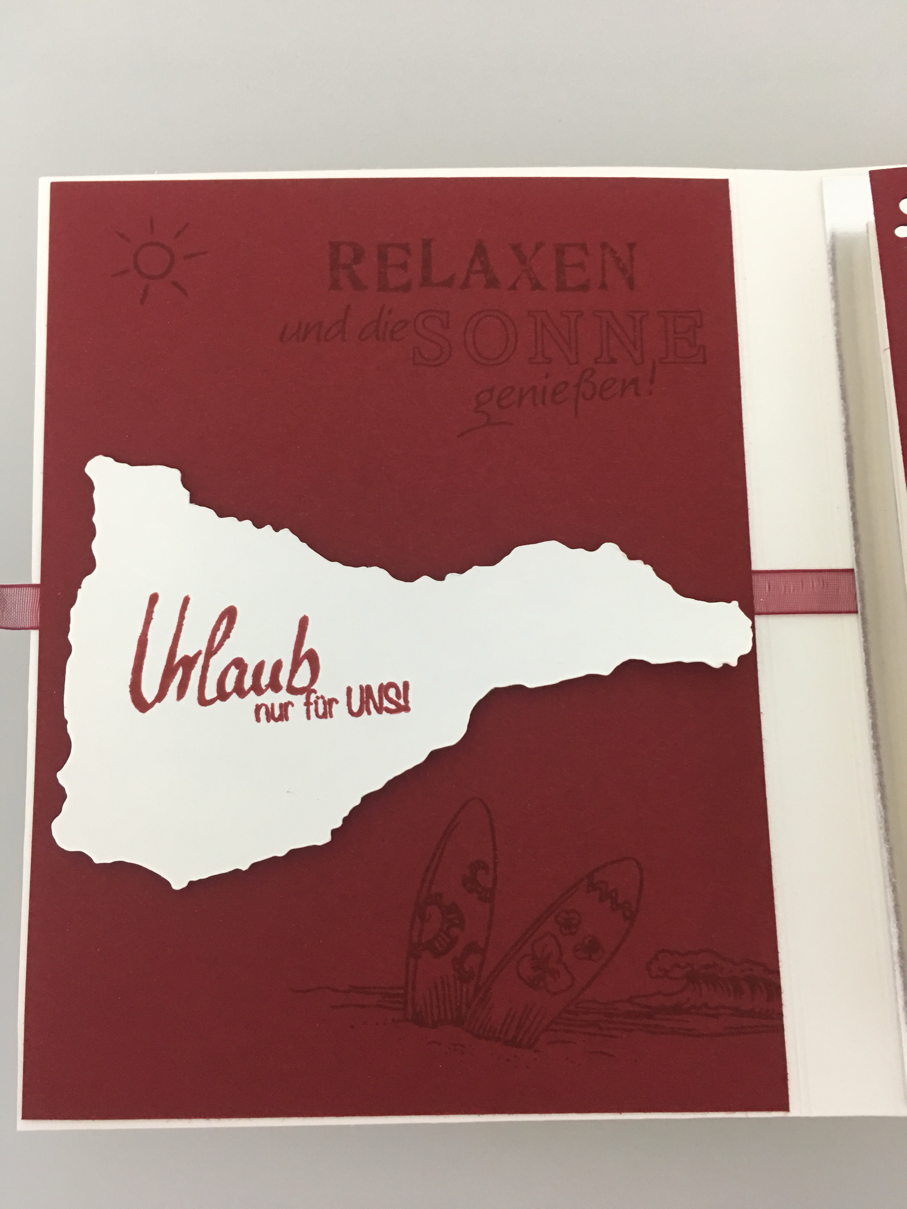 RELAXEN
und die SONNE
genießen!
Urlaub
nur für UNS!